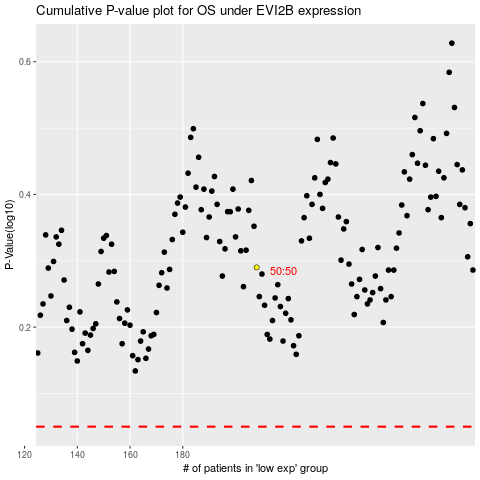 Cumulative P-value plot for OS under EVI2B expression
P-Value(log10)
0.6
0.4
0.2
50:50
120 140 160 180
# of patients in 'low exp' group